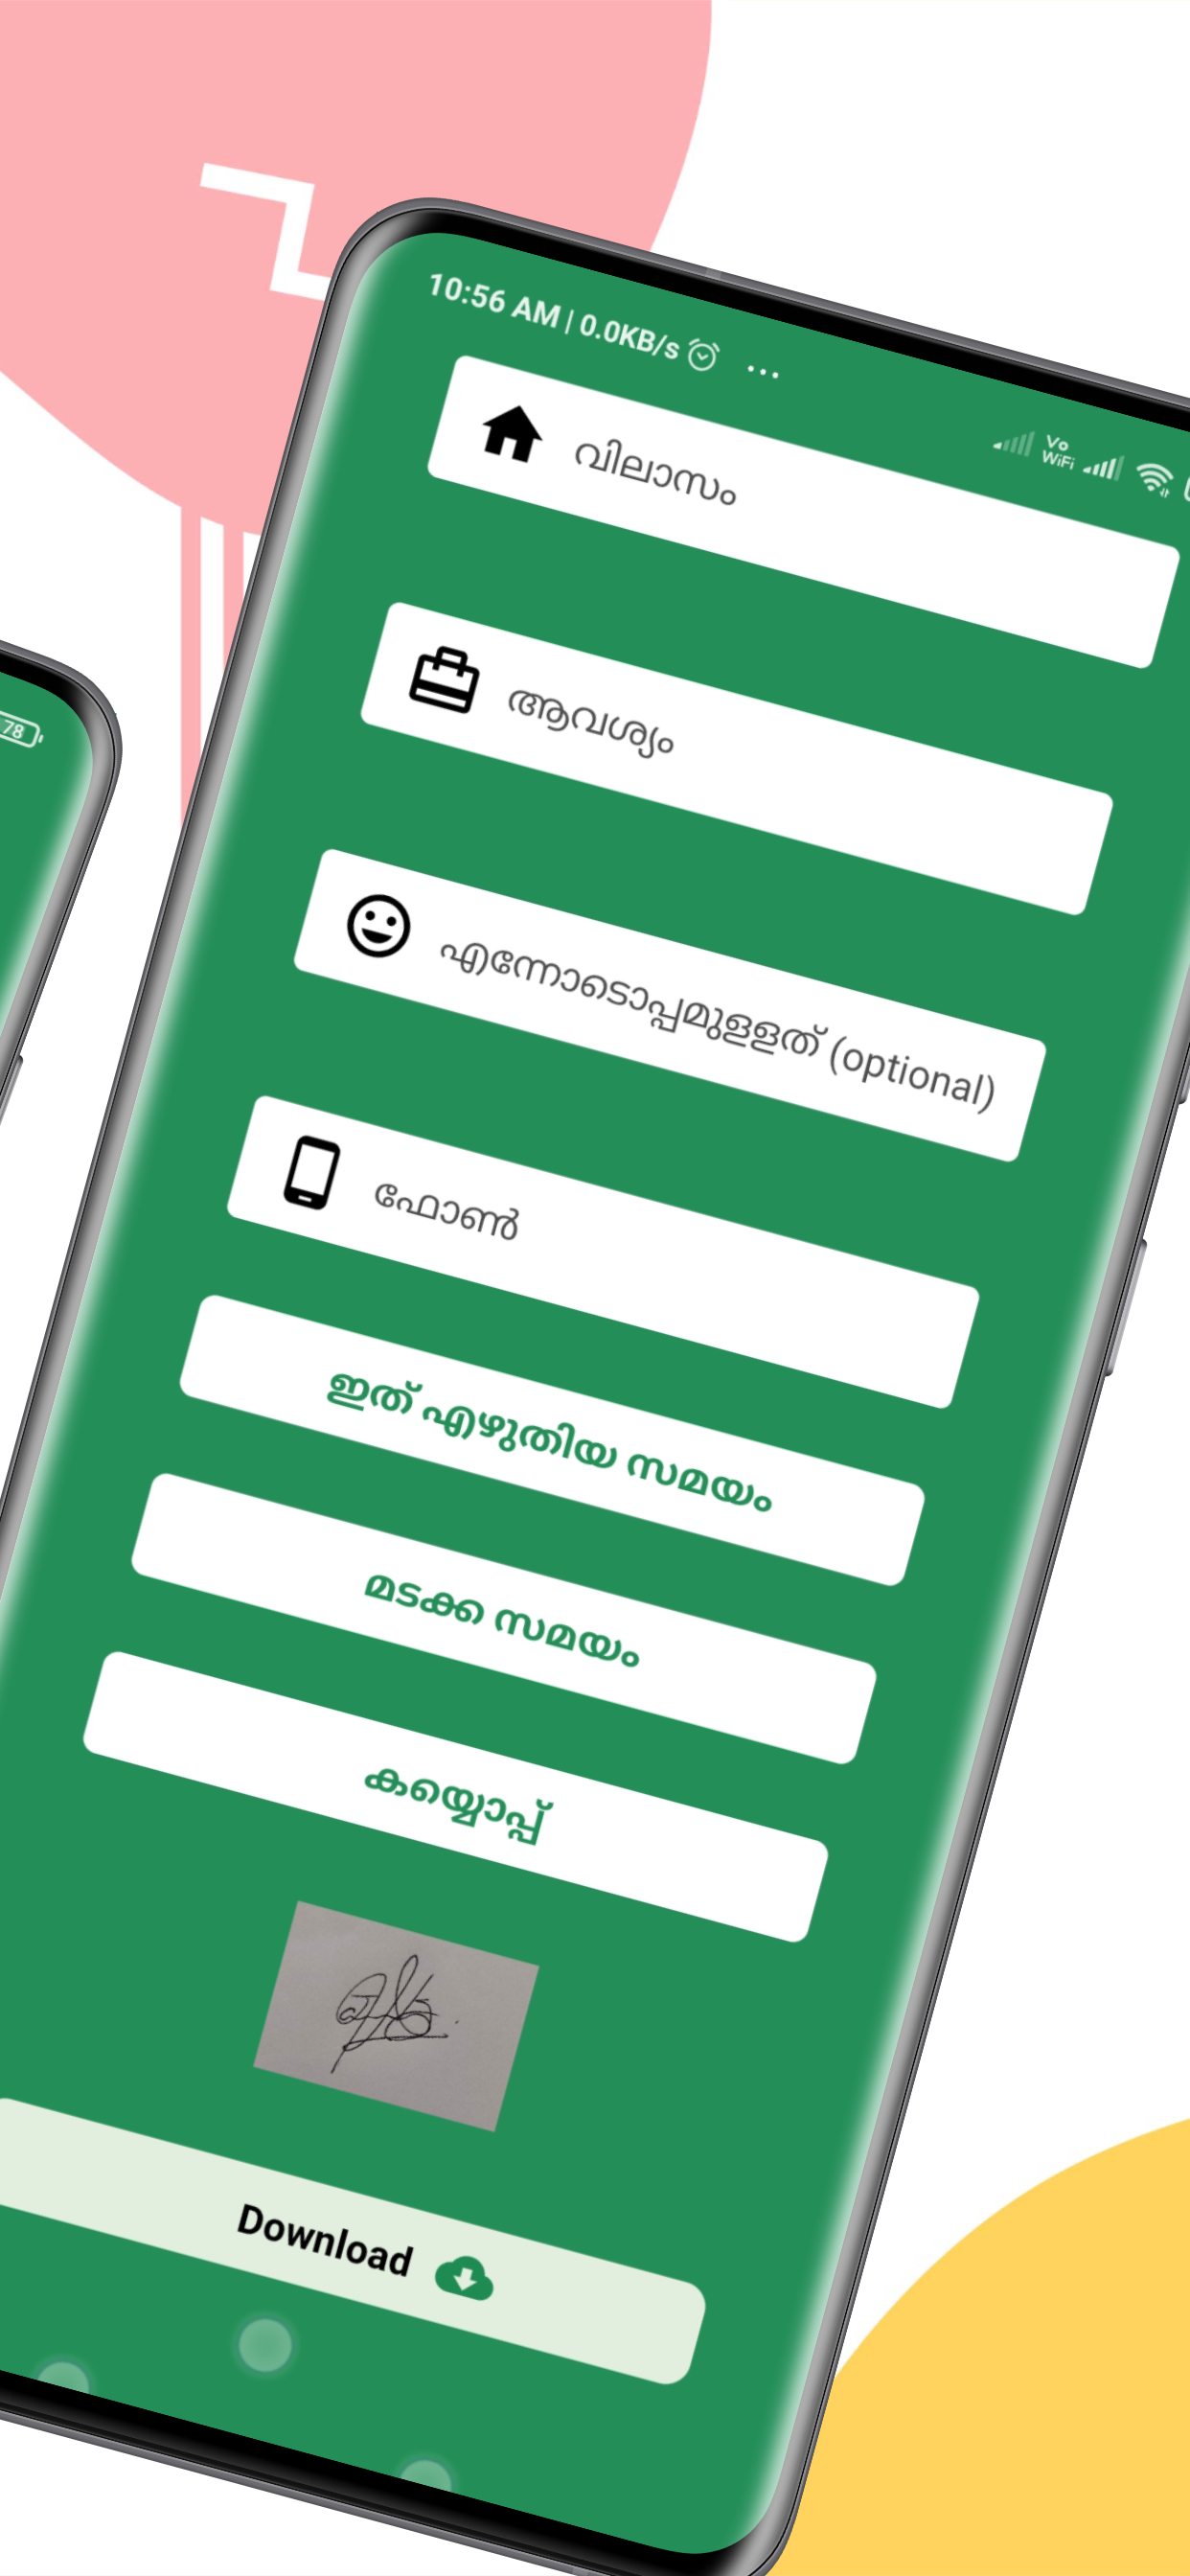 10:56 AM | 0.0KB/s ...
Vo
WiFi
78
വിലാസം
ആവശ്യം
എന്നോടൊപ്പമുളളത് (optional)
ഫോൺ
ഇത് എഴുതിയ സമയം
മടക്ക സമയം
കയ്യൊപ്പ്
Download